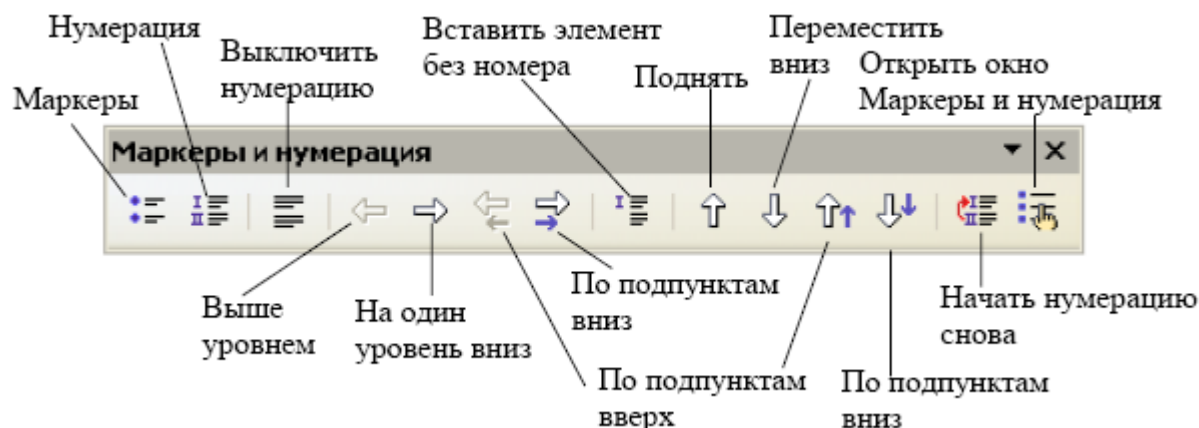 Нумерация
Выключить
нумерацию
Маркеры
Вставить элемент
без номера
Поднять
Переместить
вниз
Открыть окно
Маркеры и нумерация
Маркеры и нумерация
Выше
уровнем
На один
уровень вниз
По подпунктам
вниз
По подпунктам
вверх
По подпунктам
вниз
Начать нумерацию
снова